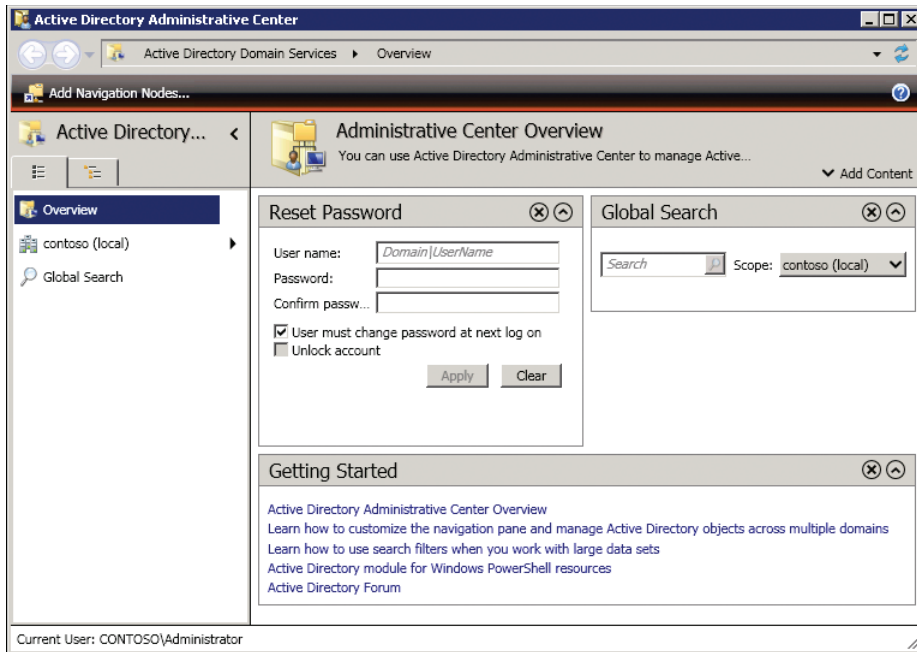 Active Directory Administrative Center
Active Directory Domain Services Overview
Add Navigation Nodes...
Active Directory...
Administrative Center Overview
You can use Active Directory Administrative Center to manage Active...
Add Content
Overview
contoso (local)
Global Search
Reset Password
User name: Domain|UserName
Password:
Confirm passw...
User must change password at next log on
Unlock account
Apply Clear
Global Search
Search Scope: contoso (local)
Getting Started
Active Directory Administrative Center Overview
Learn how to customize the navigation pane and manage Active Directory objects across multiple domains
Learn how to use search filters when you work with large data sets
Active Directory module for Windows PowerShell resources
Active Directory Forum
Current User: CONTOSO\Administrator